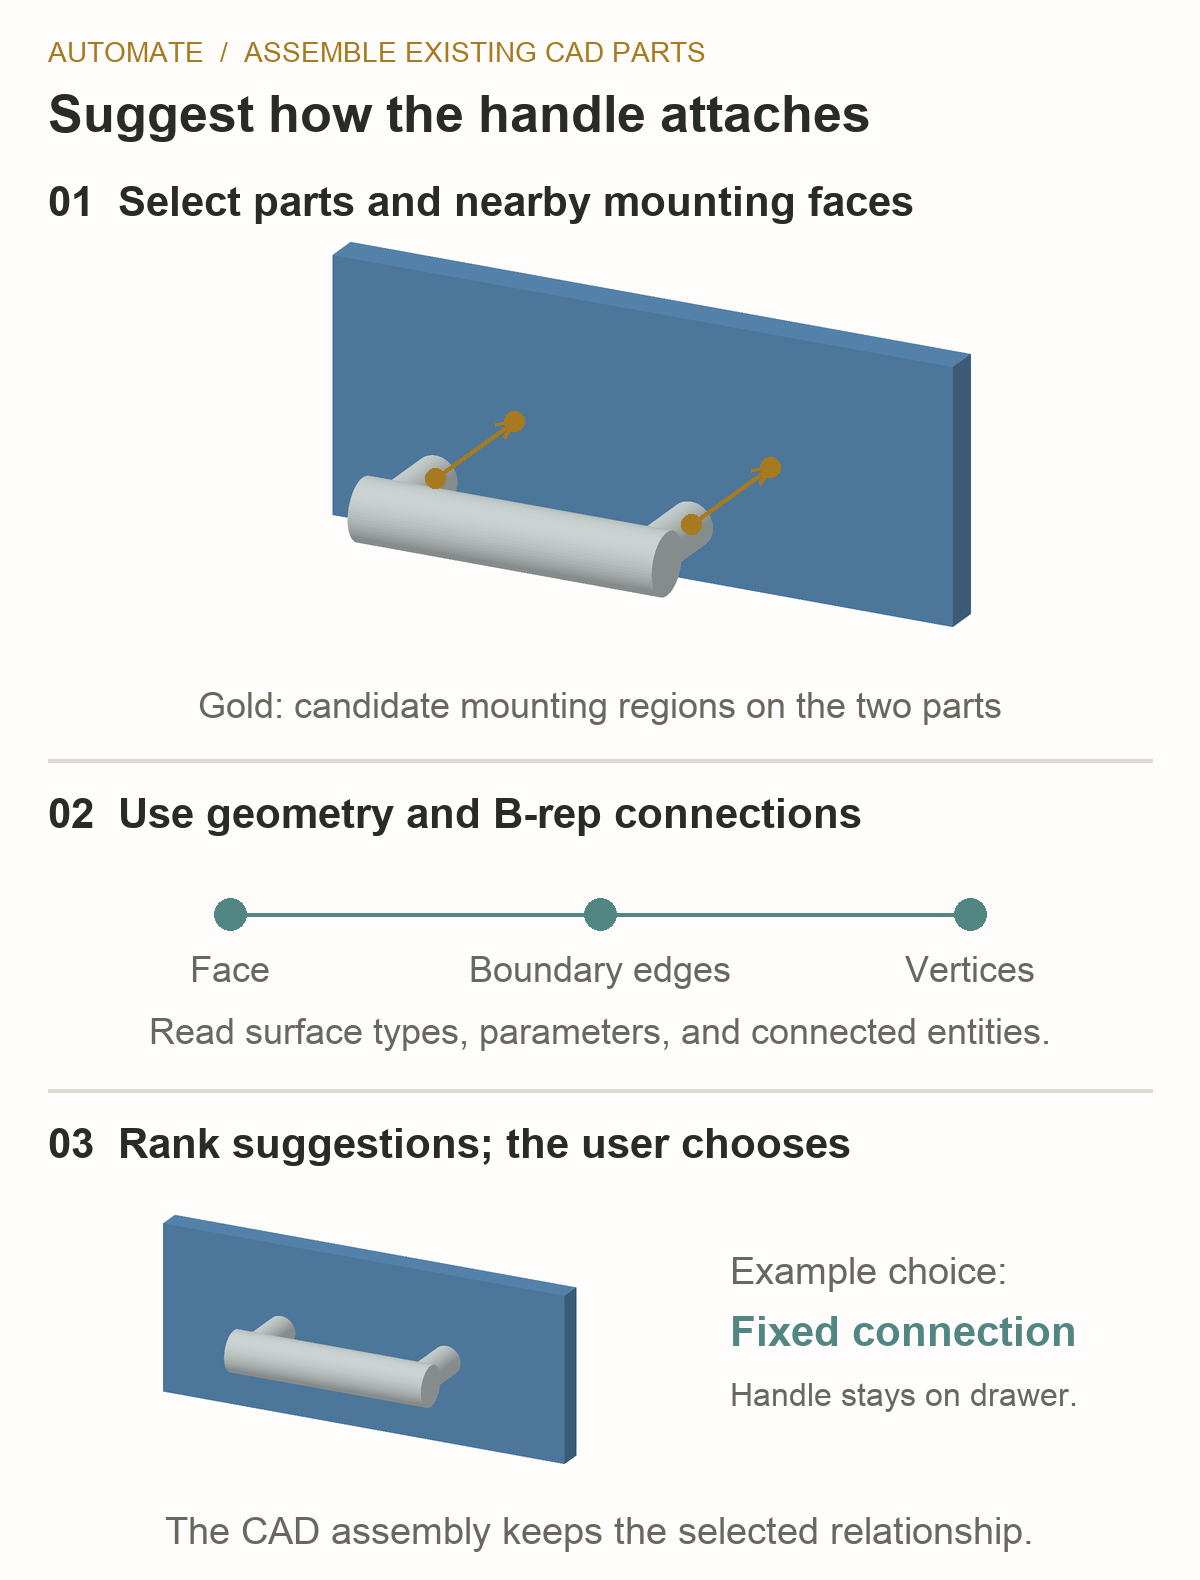 AUTOMATE / ASSEMBLE EXISTING CAD PARTS
Suggest how the handle attaches
01 Select parts and nearby mounting faces
Gold: candidate mounting regions on the two parts
02 Use geometry and B-rep connections
Face Boundary edges Vertices
Read surface types, parameters, and connected entities.
03 Rank suggestions; the user chooses
Example choice:
Fixed connection
Handle stays on drawer.
The CAD assembly keeps the selected relationship.